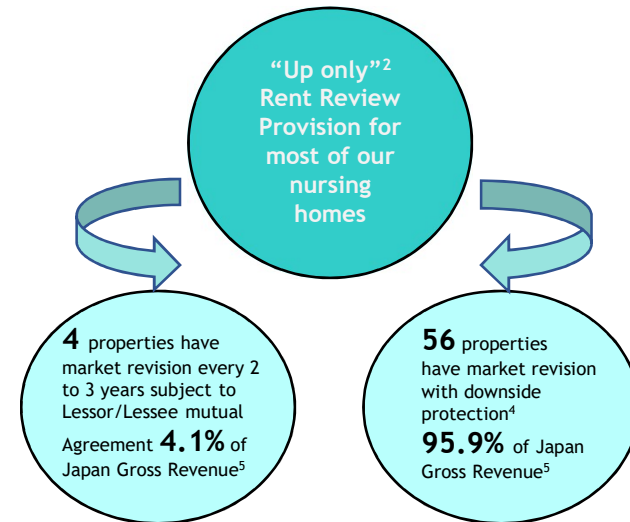 “Up only”²
Rent Review
Provision for
most of our
nursing
homes
4 properties have
market revision every 2
to 3 years subject to
Lessor/Lessee mutual
Agreement 4.1% of
Japan Gross Revenue⁵
56 properties
have market revision
with downside
protection⁴
95.9% of Japan
Gross Revenue⁵